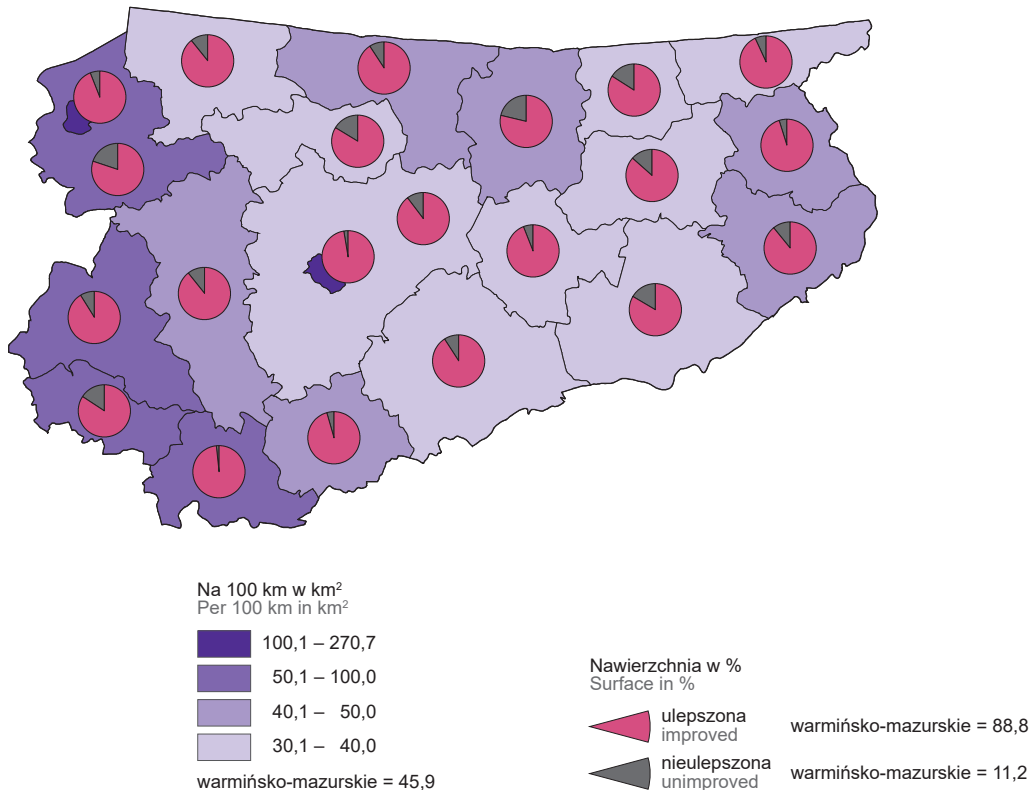 Na 100 km w km²
Per 100 km in km²
100,1 – 270,7
50,1 – 100,0
40,1 – 50,0
30,1 – 40,0
warmińsko-mazurskie = 45,9
Nawierzchnia w %
Surface in %
ulepszona
improved
warmińsko-mazurskie = 88,8
nieulepszona
unimproved
warmińsko-mazurskie = 11,2